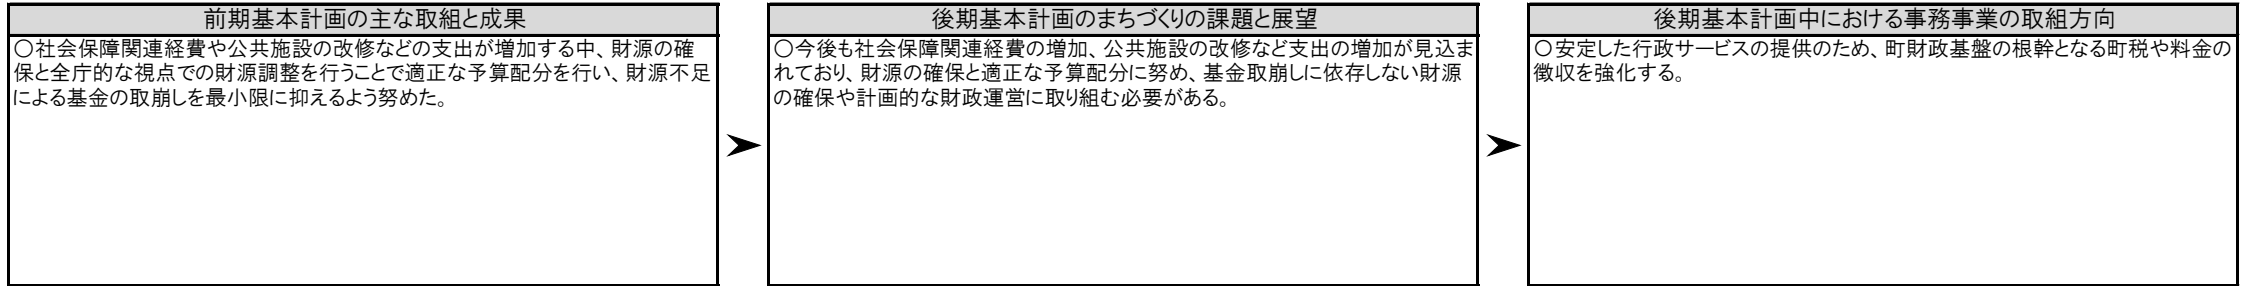 前期基本計画の主な取組と成果
○社会保障関連経費や公共施設の改修などの支出が増加する中、財源の確
保と全庁的な視点での財源調整を行うことで適正な予算配分を行い、財源不足
による基金の取崩しを最小限に抑えるよう努めた。
後期基本計画のまちづくりの課題と展望
○今後も社会保障関連経費の増加、公共施設の改修など支出の増加が見込ま
れており、財源の確保と適正な予算配分に努め、基金取崩しに依存しない財源
の確保や計画的な財政運営に取り組む必要がある。
後期基本計画中における事務事業の取組方向
○安定した行政サービスの提供のため、町財政基盤の根幹となる町税や料金の
徴収を強化する。